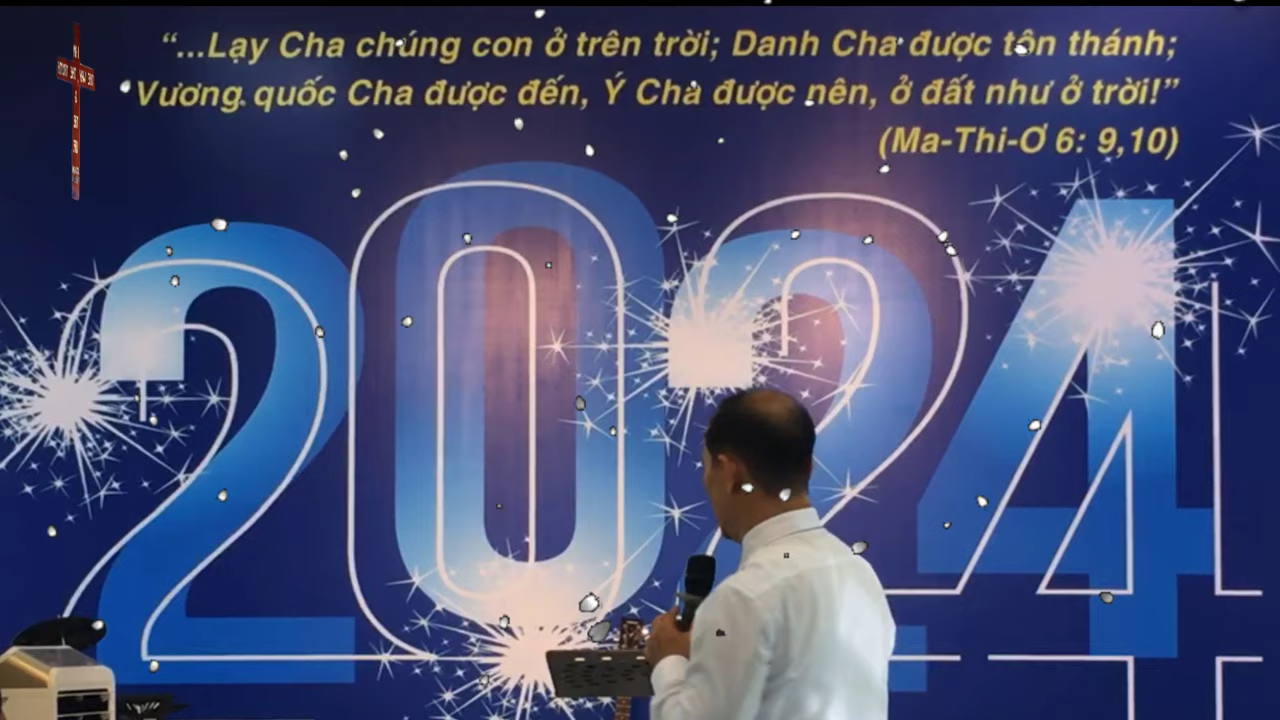 “...Lạy Cha chúng con ở trên trời; Danh Cha được tôn thánh;
Vương quốc Cha được đến, Ý Cha được nên, ở đất như ở trời!”
(Ma-Thi-Ơ 6: 9,10)
2024